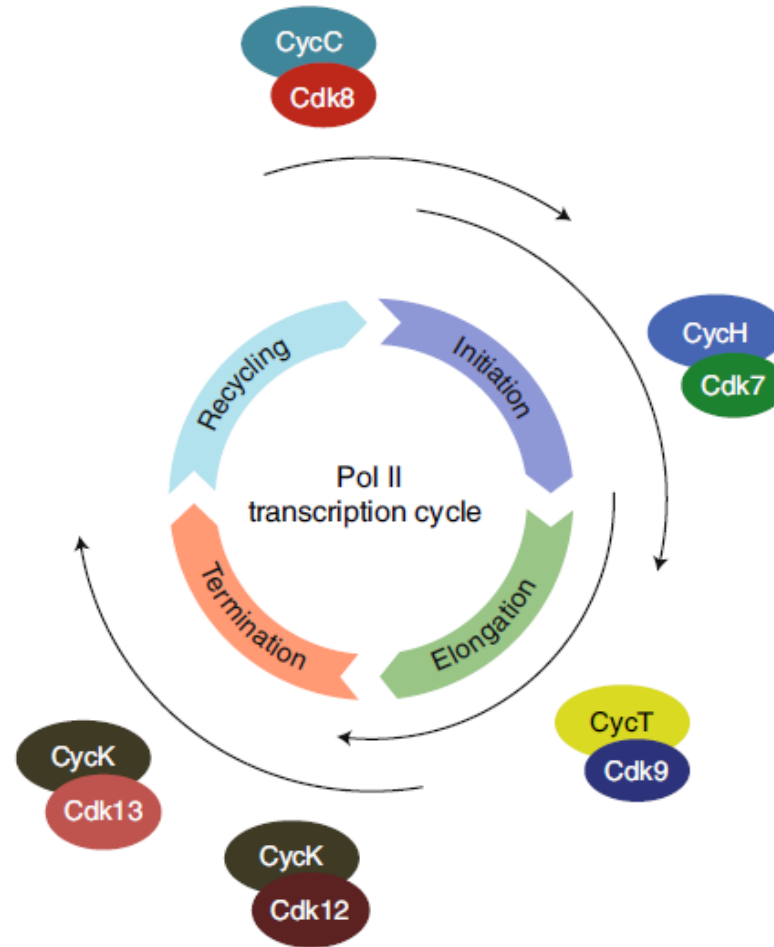 CycC
Cdk8
CycH
Cdk7
Recycling
Initiation
Pol II
transcription cycle
Termination
Elongation
CycT
Cdk9
CycK
Cdk13
CycK
Cdk12